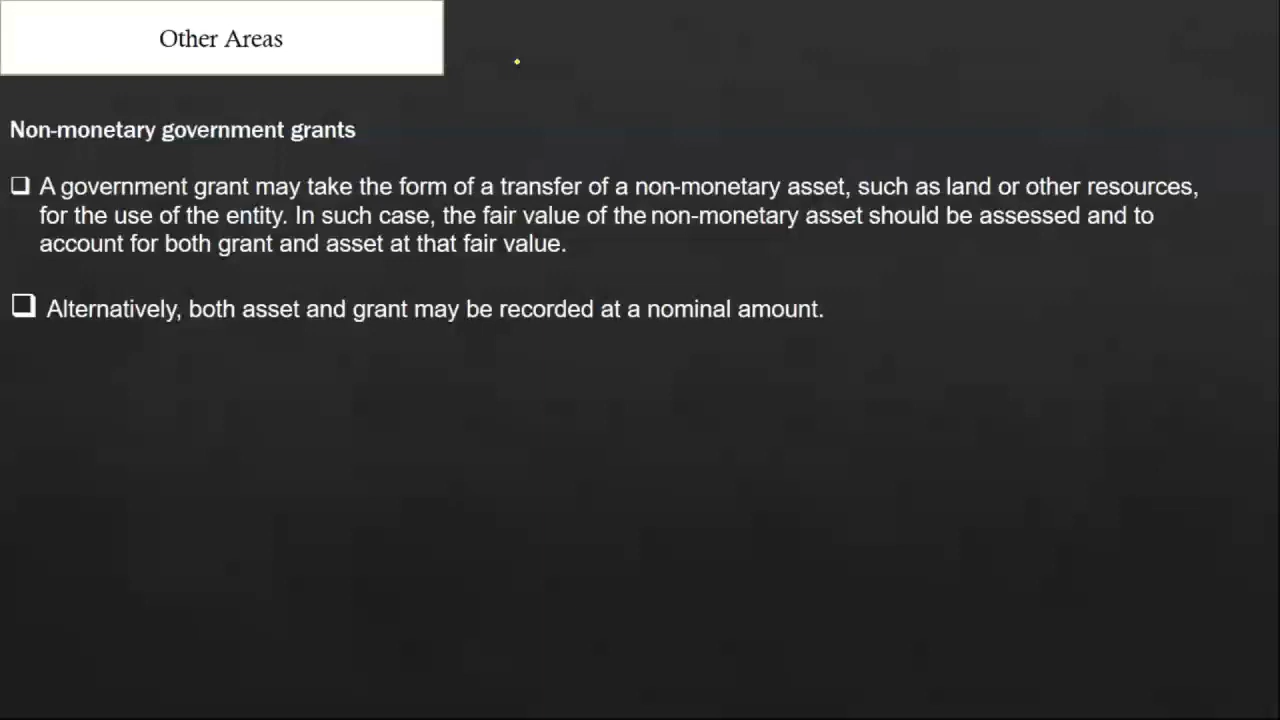 Other Areas
Non-monetary government grants
❑ A government grant may take the form of a transfer of a non-monetary asset, such as land or other resources,
for the use of the entity. In such case, the fair value of the non-monetary asset should be assessed and to
account for both grant and asset at that fair value.
❑ Alternatively, both asset and grant may be recorded at a nominal amount.